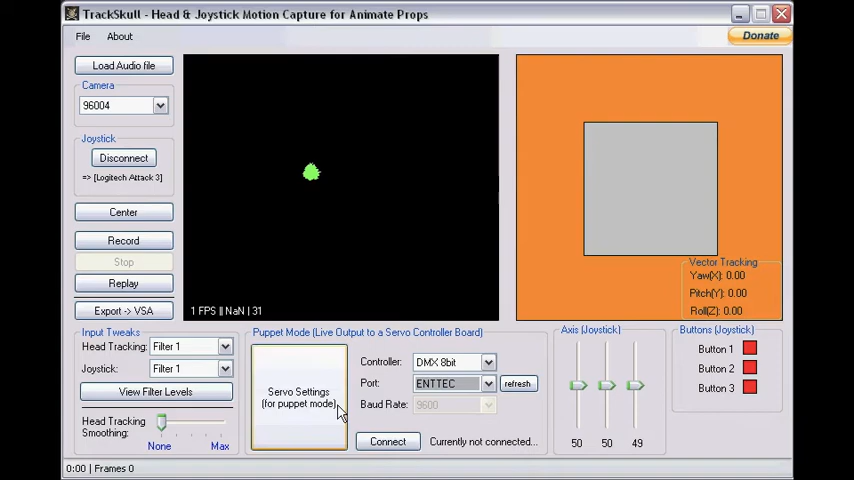 TrackSkull - Head & Joystick Motion Capture for Animate Props
File About
Donate
Load Audio file
Camera
96004
Joystick
Disconnect
=> [Logitech Attack 3]
Center
Record
Stop
Replay
Export -> VSA
1 FPS || NaN | 31
Vector Tracking
Yaw(X): 0.00
Pitch(Y): 0.00
Roll(Z): 0.00
Input Tweaks
Head Tracking: Filter 1
Joystick: Filter 1
View Filter Levels
Head Tracking
Smoothing:
None Max
Puppet Mode (Live Output to a Servo Controller Board)
Servo Settings
(for puppet mode)
Controller: DMX 8bit
Port: ENTTEC refresh
Baud Rate: 9600
Connect Currently not connected...
Axis (Joystick)
50 50 49
Buttons (Joystick)
Button 1
Button 2
Button 3
0:00 | Frames 0